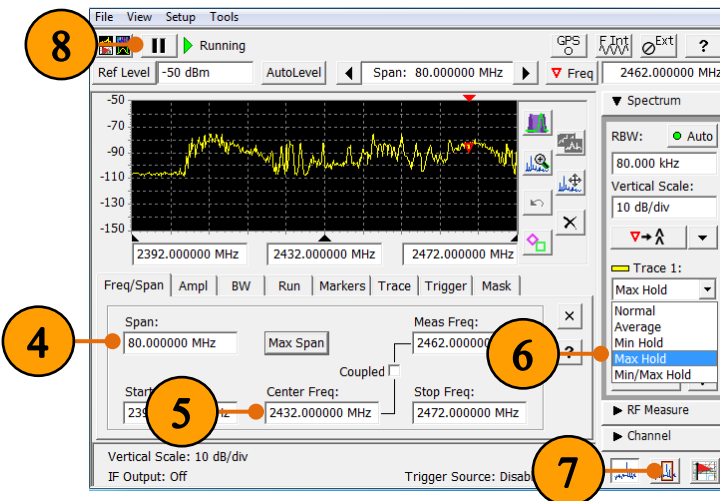 File View Setup Tools
8
Running
GPS F Int Ext ?
Ref Level -50 dBm AutoLevel Span: 80.000000 MHz Freq 2462.000000 MHz
-50
-70
-90
-110
-130
-150
2392.000000 MHz 2432.000000 MHz 2472.000000 MHz
Spectrum
RBW: Auto
80.000 kHz
Vertical Scale:
10 dB/div
Trace 1:
Max Hold
Normal
Average
Min Hold
Max Hold
Min/Max Hold
6
RF Measure
Channel
7
Freq/Span Ampl BW Run Markers Trace Trigger Mask
Span: Meas Freq:
4
80.000000 MHz Max Span 2462.00000
?
Coupled
Center Freq: Stop Freq:
5
2432.000000 MHz 2472.000000 MHz
Vertical Scale: 10 dB/div
IF Output: Off Trigger Source: